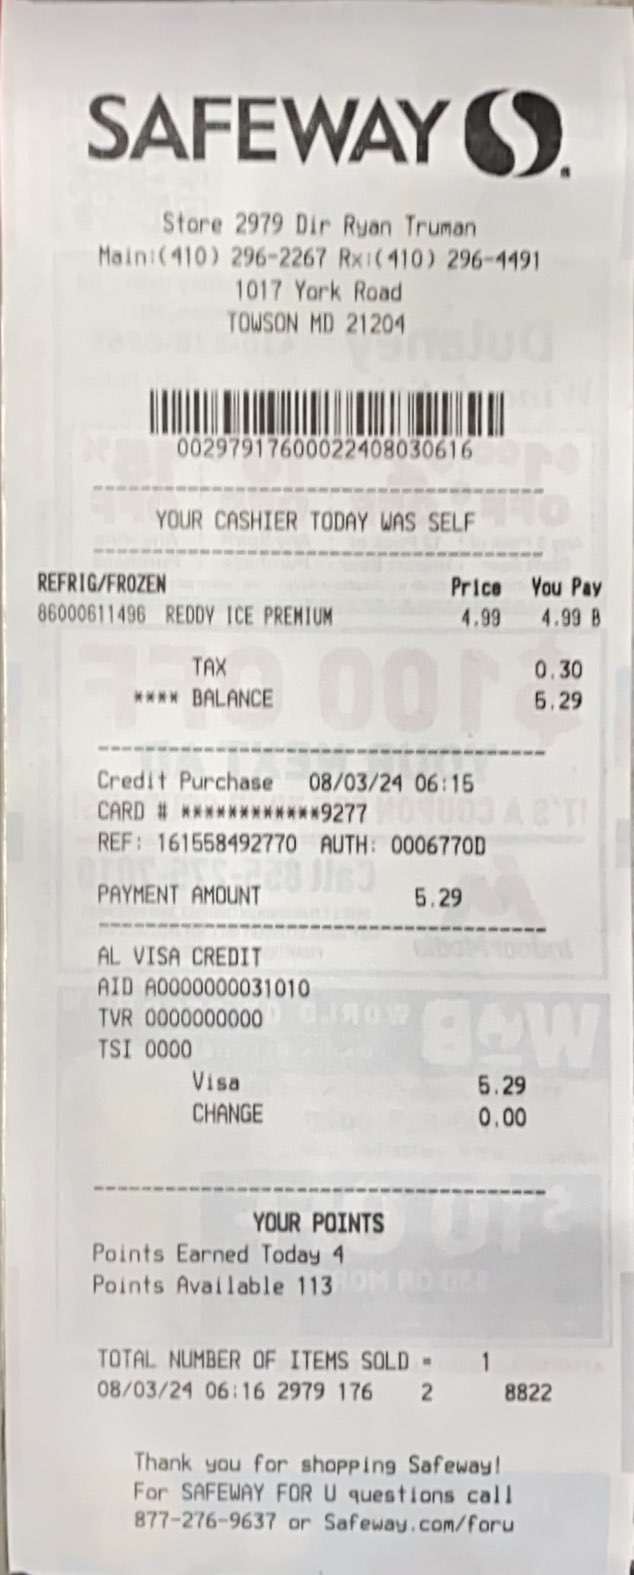 SAFEWAY
Store 2979 Dir Ryan Truman
Main:(410) 296-2267 Rx:(410) 296-4491
1017 York Road
TOWSON MD 21204
00297917600022408030616
YOUR CASHIER TODAY WAS SELF
REFRIG/FROZEN Price You Pay
86000611496 REDDY ICE PREMIUM 4.99 4.99 B
TAX 0.30
**** BALANCE 5.29
Credit Purchase 08/03/24 06:15
CARD # ************9277
REF: 161558492770 AUTH: 0006770D
PAYMENT AMOUNT 5.29
AL VISA CREDIT
AID A0000000031010
TVR 0000000000
TSI 0000
Visa 5.29
CHANGE 0.00
YOUR POINTS
Points Earned Today 4
Points Available 113
TOTAL NUMBER OF ITEMS SOLD = 1
08/03/24 06:16 2979 176 2 8822
Thank you for shopping Safeway!
For SAFEWAY FOR U questions call
877-276-9637 or Safeway.com/foru